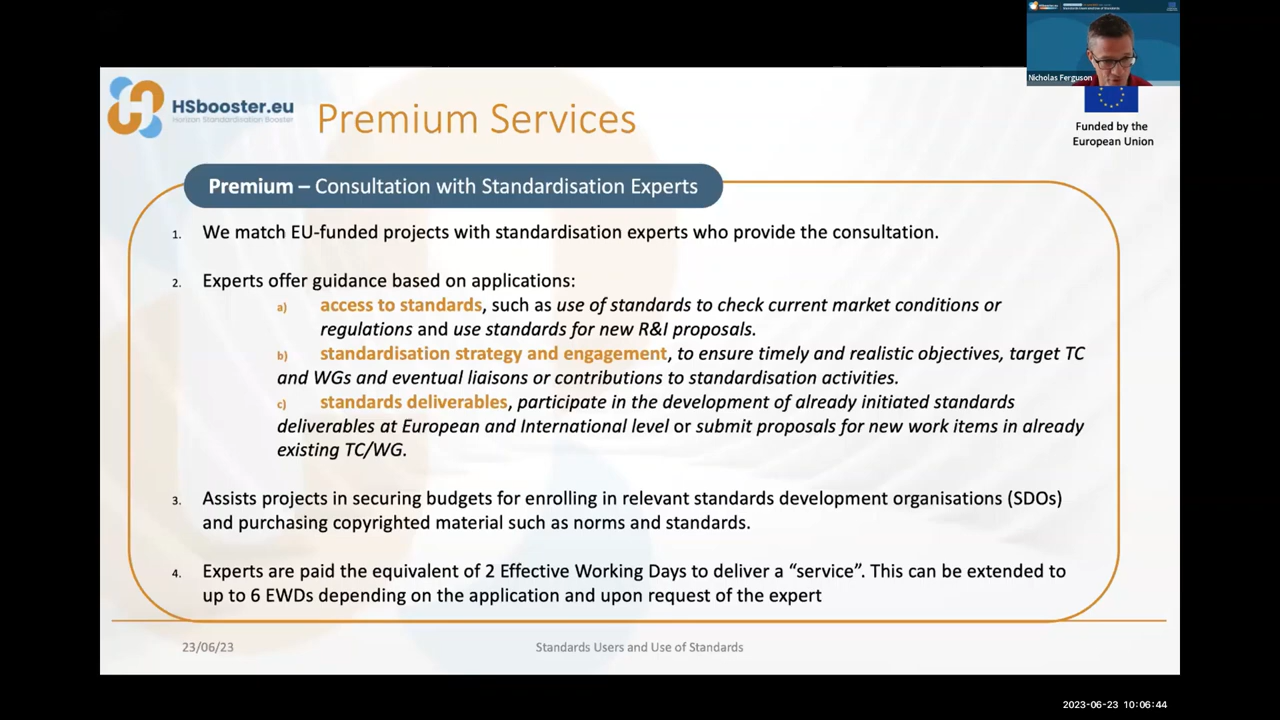 Nicholas Ferguson
HSbooster.eu
Horizon Standardisation Booster
Premium Services
Funded by the
European Union
Premium – Consultation with Standardisation Experts
1. We match EU-funded projects with standardisation experts who provide the consultation.
2. Experts offer guidance based on applications:
a) access to standards, such as use of standards to check current market conditions or
regulations and use standards for new R&I proposals.
b) standardisation strategy and engagement, to ensure timely and realistic objectives, target TC
and WGs and eventual liaisons or contributions to standardisation activities.
c) standards deliverables, participate in the development of already initiated standards
deliverables at European and International level or submit proposals for new work items in already
existing TC/WG.
3. Assists projects in securing budgets for enrolling in relevant standards development organisations (SDOs)
and purchasing copyrighted material such as norms and standards.
4. Experts are paid the equivalent of 2 Effective Working Days to deliver a “service”. This can be extended to
up to 6 EWDs depending on the application and upon request of the expert
23/06/23
Standards Users and Use of Standards
2023-06-23 10:06:44